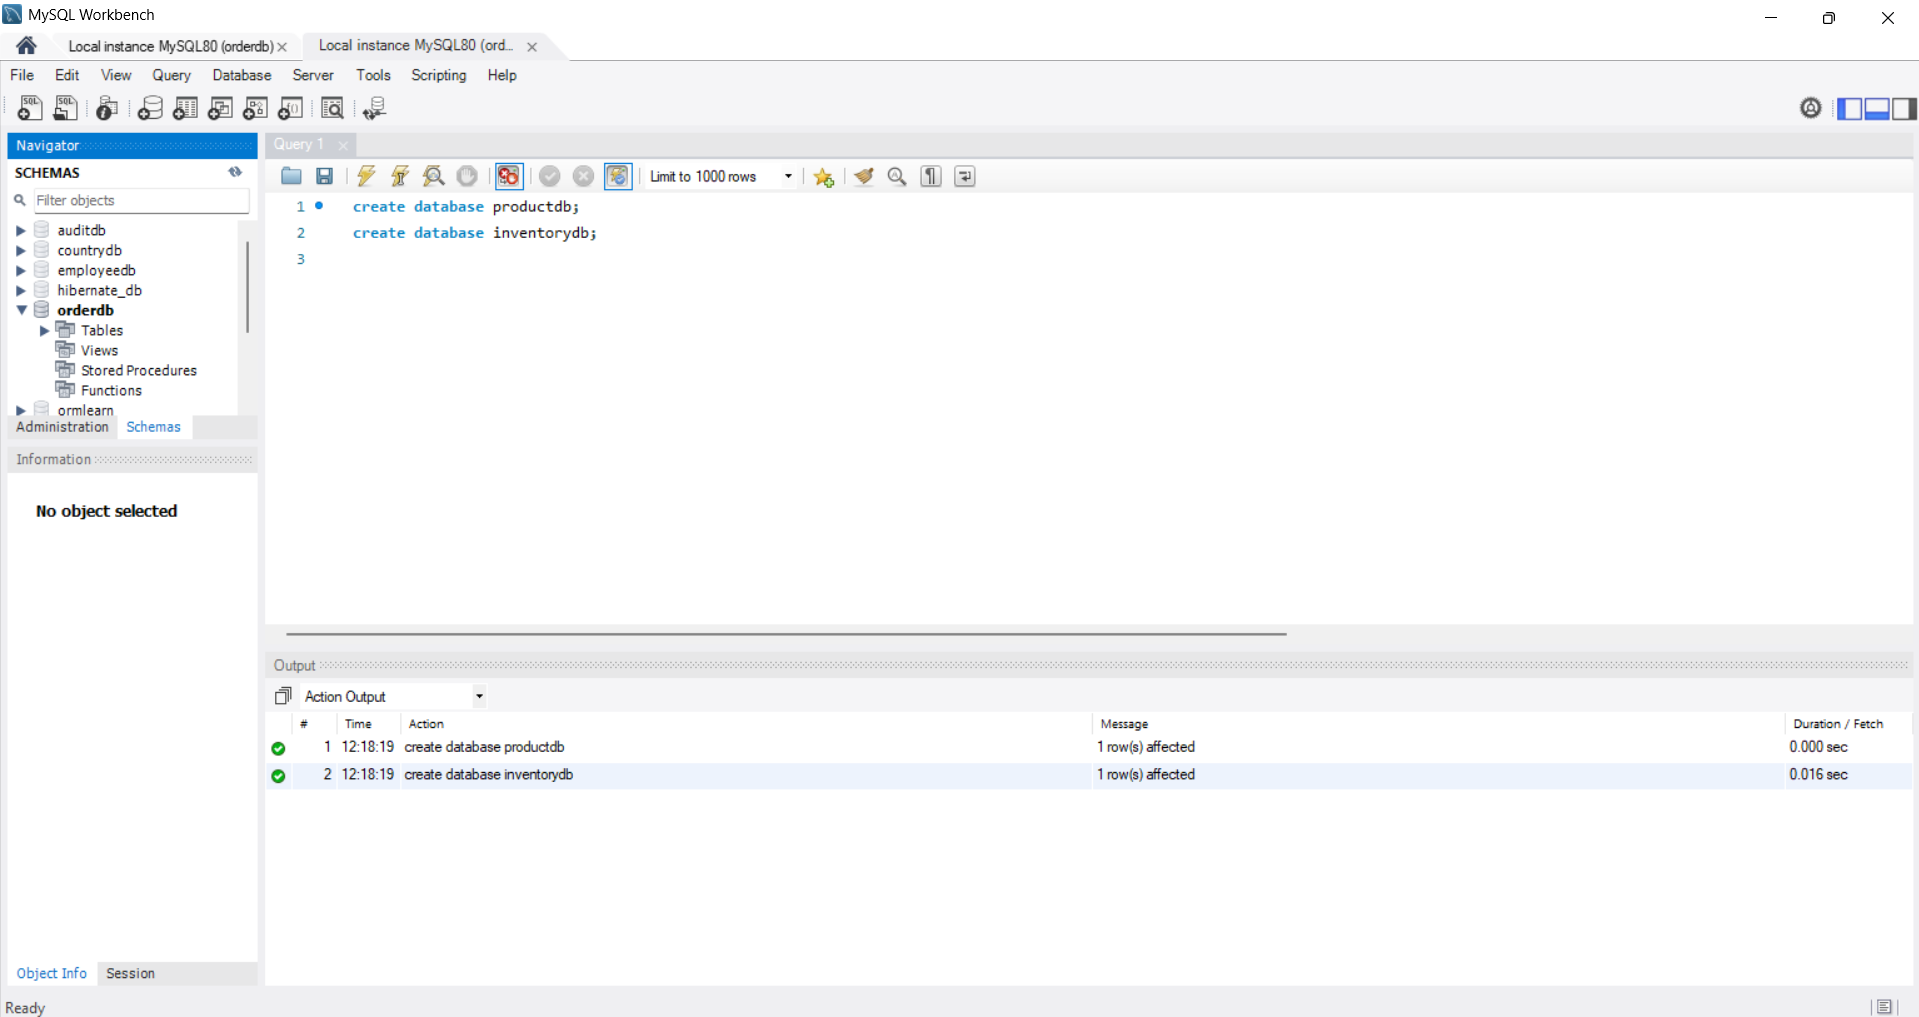 MySQL Workbench
Local instance MySQL80 (orderdb)
Local instance MySQL80 (ord...
File Edit View Query Database Server Tools Scripting Help
Navigator
Query 1
SCHEMAS
Limit to 1000 rows
Filter objects
1 create database productdb;
2 create database inventorydb;
3
auditdb
countrydb
employeedb
hibernate_db
orderdb
Tables
Views
Stored Procedures
Functions
ormlearn
Administration Schemas
Information
No object selected
Output
Action Output
# Time Action Message Duration / Fetch
1 12:18:19 create database productdb 1 row(s) affected 0.000 sec
2 12:18:19 create database inventorydb 1 row(s) affected 0.016 sec
Object Info Session
Ready